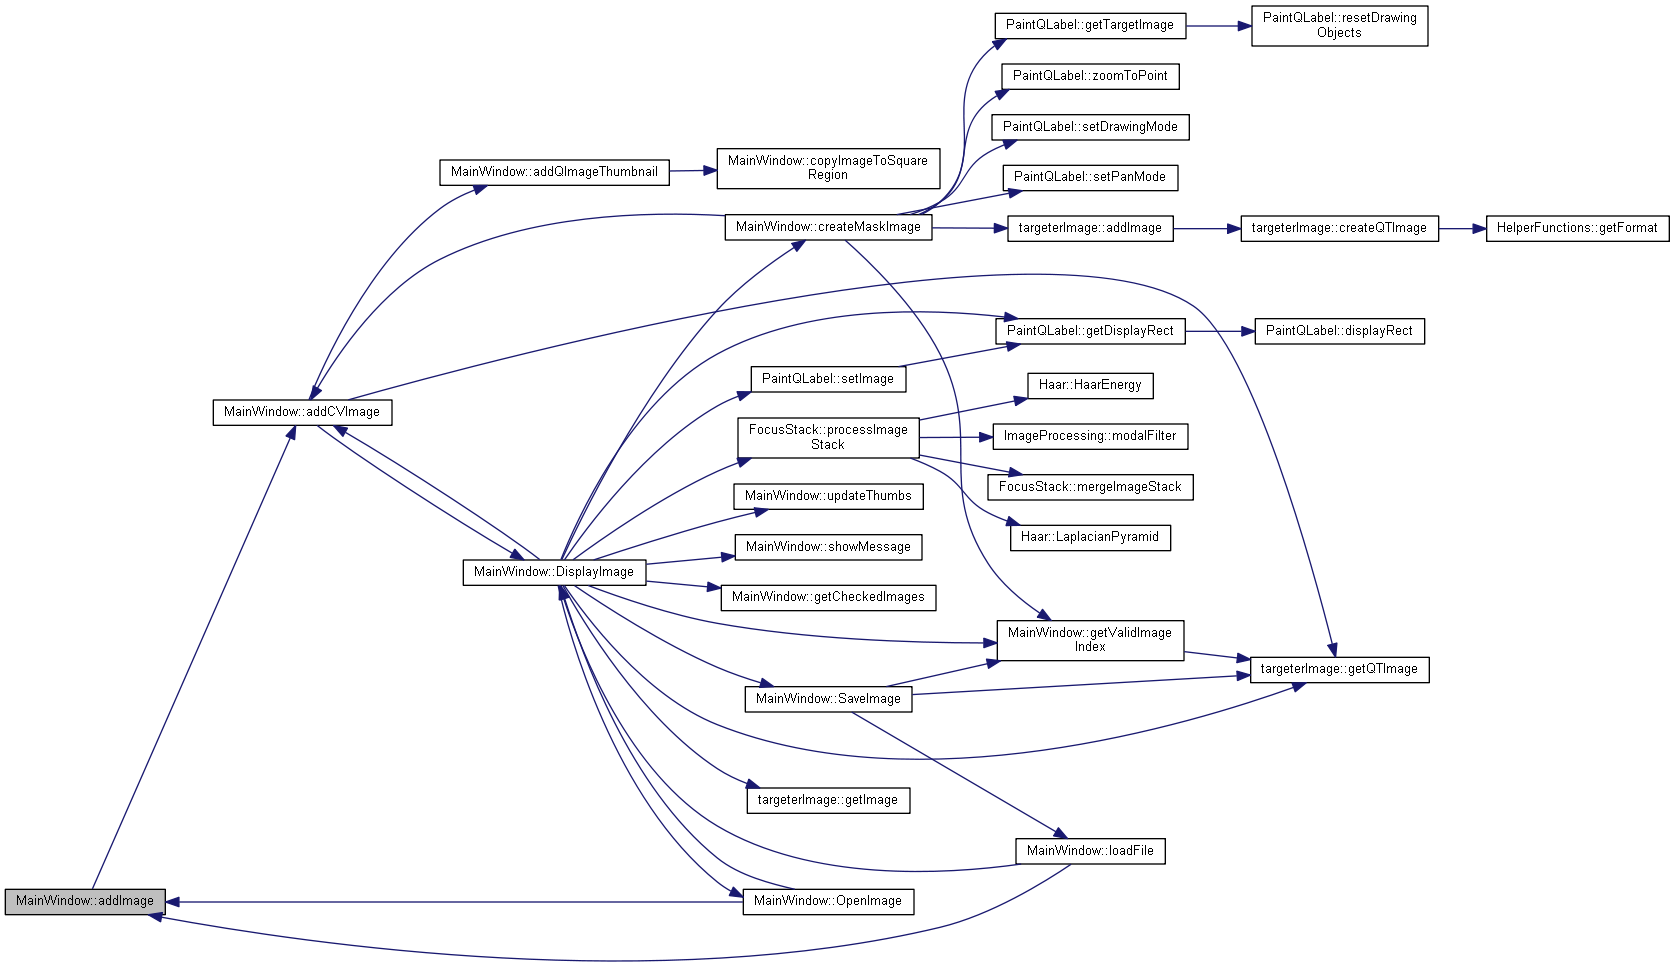 PaintQLabel::getTargetImage
PaintQLabel::resetDrawing
Objects
PaintQLabel::zoomToPoint
PaintQLabel::setDrawingMode
MainWindow::addQImageThumbnail
MainWindow::copyImageToSquare
Region
PaintQLabel::setPanMode
MainWindow::createMaskImage
targeterImage::addImage
targeterImage::createQTImage
HelperFunctions::getFormat
PaintQLabel::getDisplayRect
PaintQLabel::displayRect
PaintQLabel::setImage
Haar::HaarEnergy
MainWindow::addCVImage
FocusStack::processImage
Stack
ImageProcessing::modalFilter
FocusStack::mergeImageStack
MainWindow::updateThumbs
Haar::LaplacianPyramid
MainWindow::showMessage
MainWindow::DisplayImage
MainWindow::getCheckedImages
MainWindow::getValidImage
Index
targeterImage::getQTImage
MainWindow::SaveImage
targeterImage::getImage
MainWindow::loadFile
MainWindow::addImage
MainWindow::OpenImage